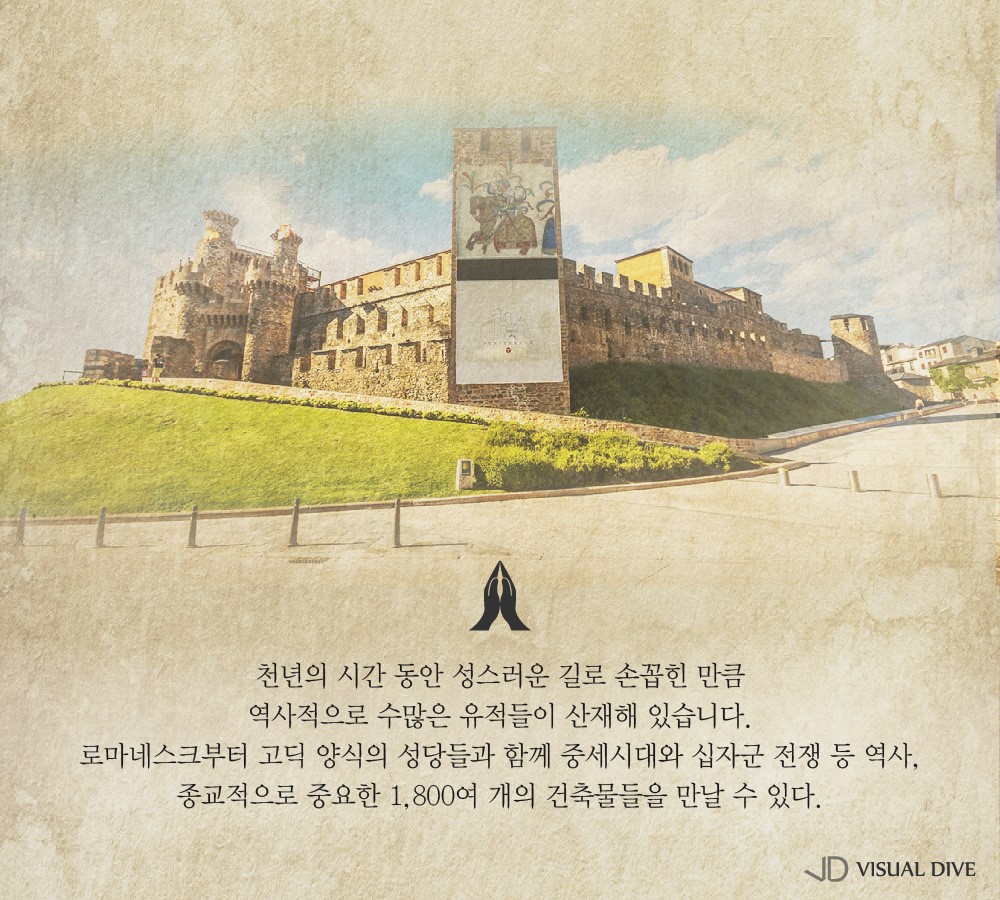 천년의 시간 동안 성스러운 길로 손꼽힌 만큼
역사적으로 수많은 유적들이 산재해 있습니다.
로마네스크부터 고딕 양식의 성당들과 함께 중세시대와 십자군 전쟁 등 역사,
종교적으로 중요한 1,800여 개의 건축물들을 만날 수 있다.
VISUAL DIVE